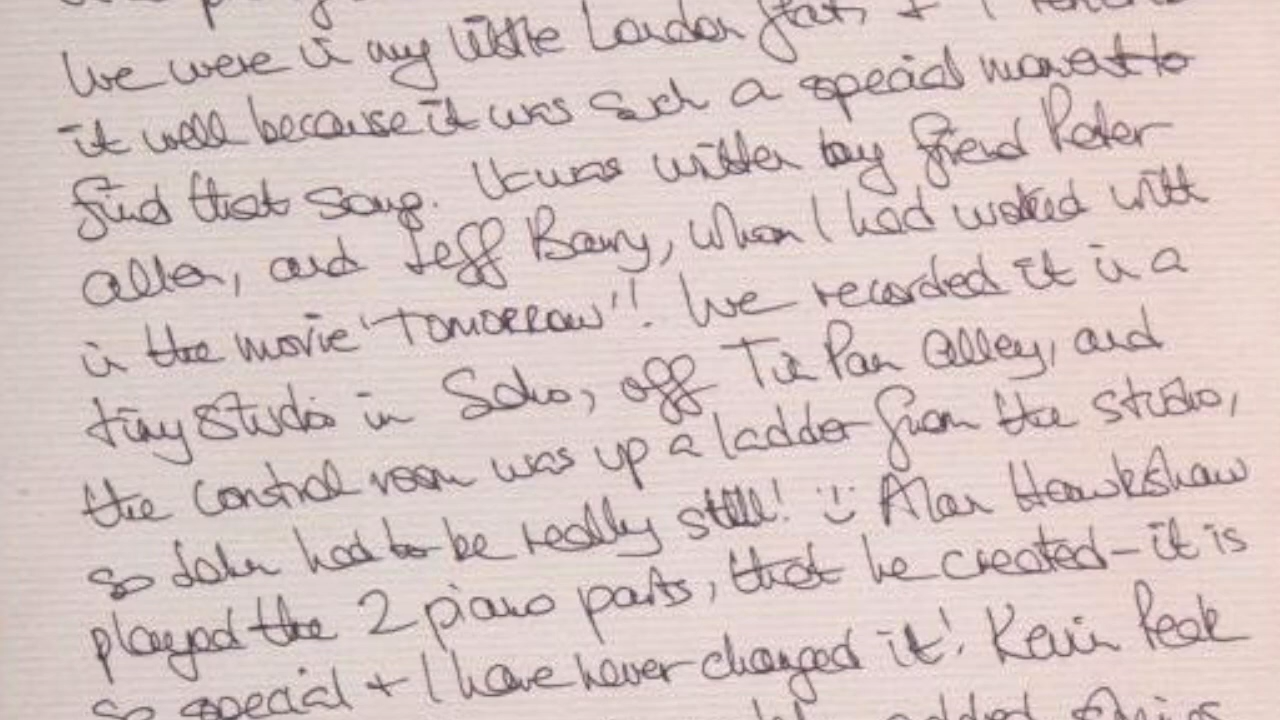 We were in my little London flat, + I
it well because it was such a special moment to
find that song. It was written by friend Peter
allen, and Jeff Barry, whom I had worked with
in the movie "TOMORROW"! We recorded it in a
tiny studio in Soho, off Tin Pan Alley, and
the control room was up a ladder from the studio,
so John had to be really still! :) Alan Hawkshaw
played the 2 piano parts, that he created - it is
so special + I have never changed it! Kevin Peek
added strings